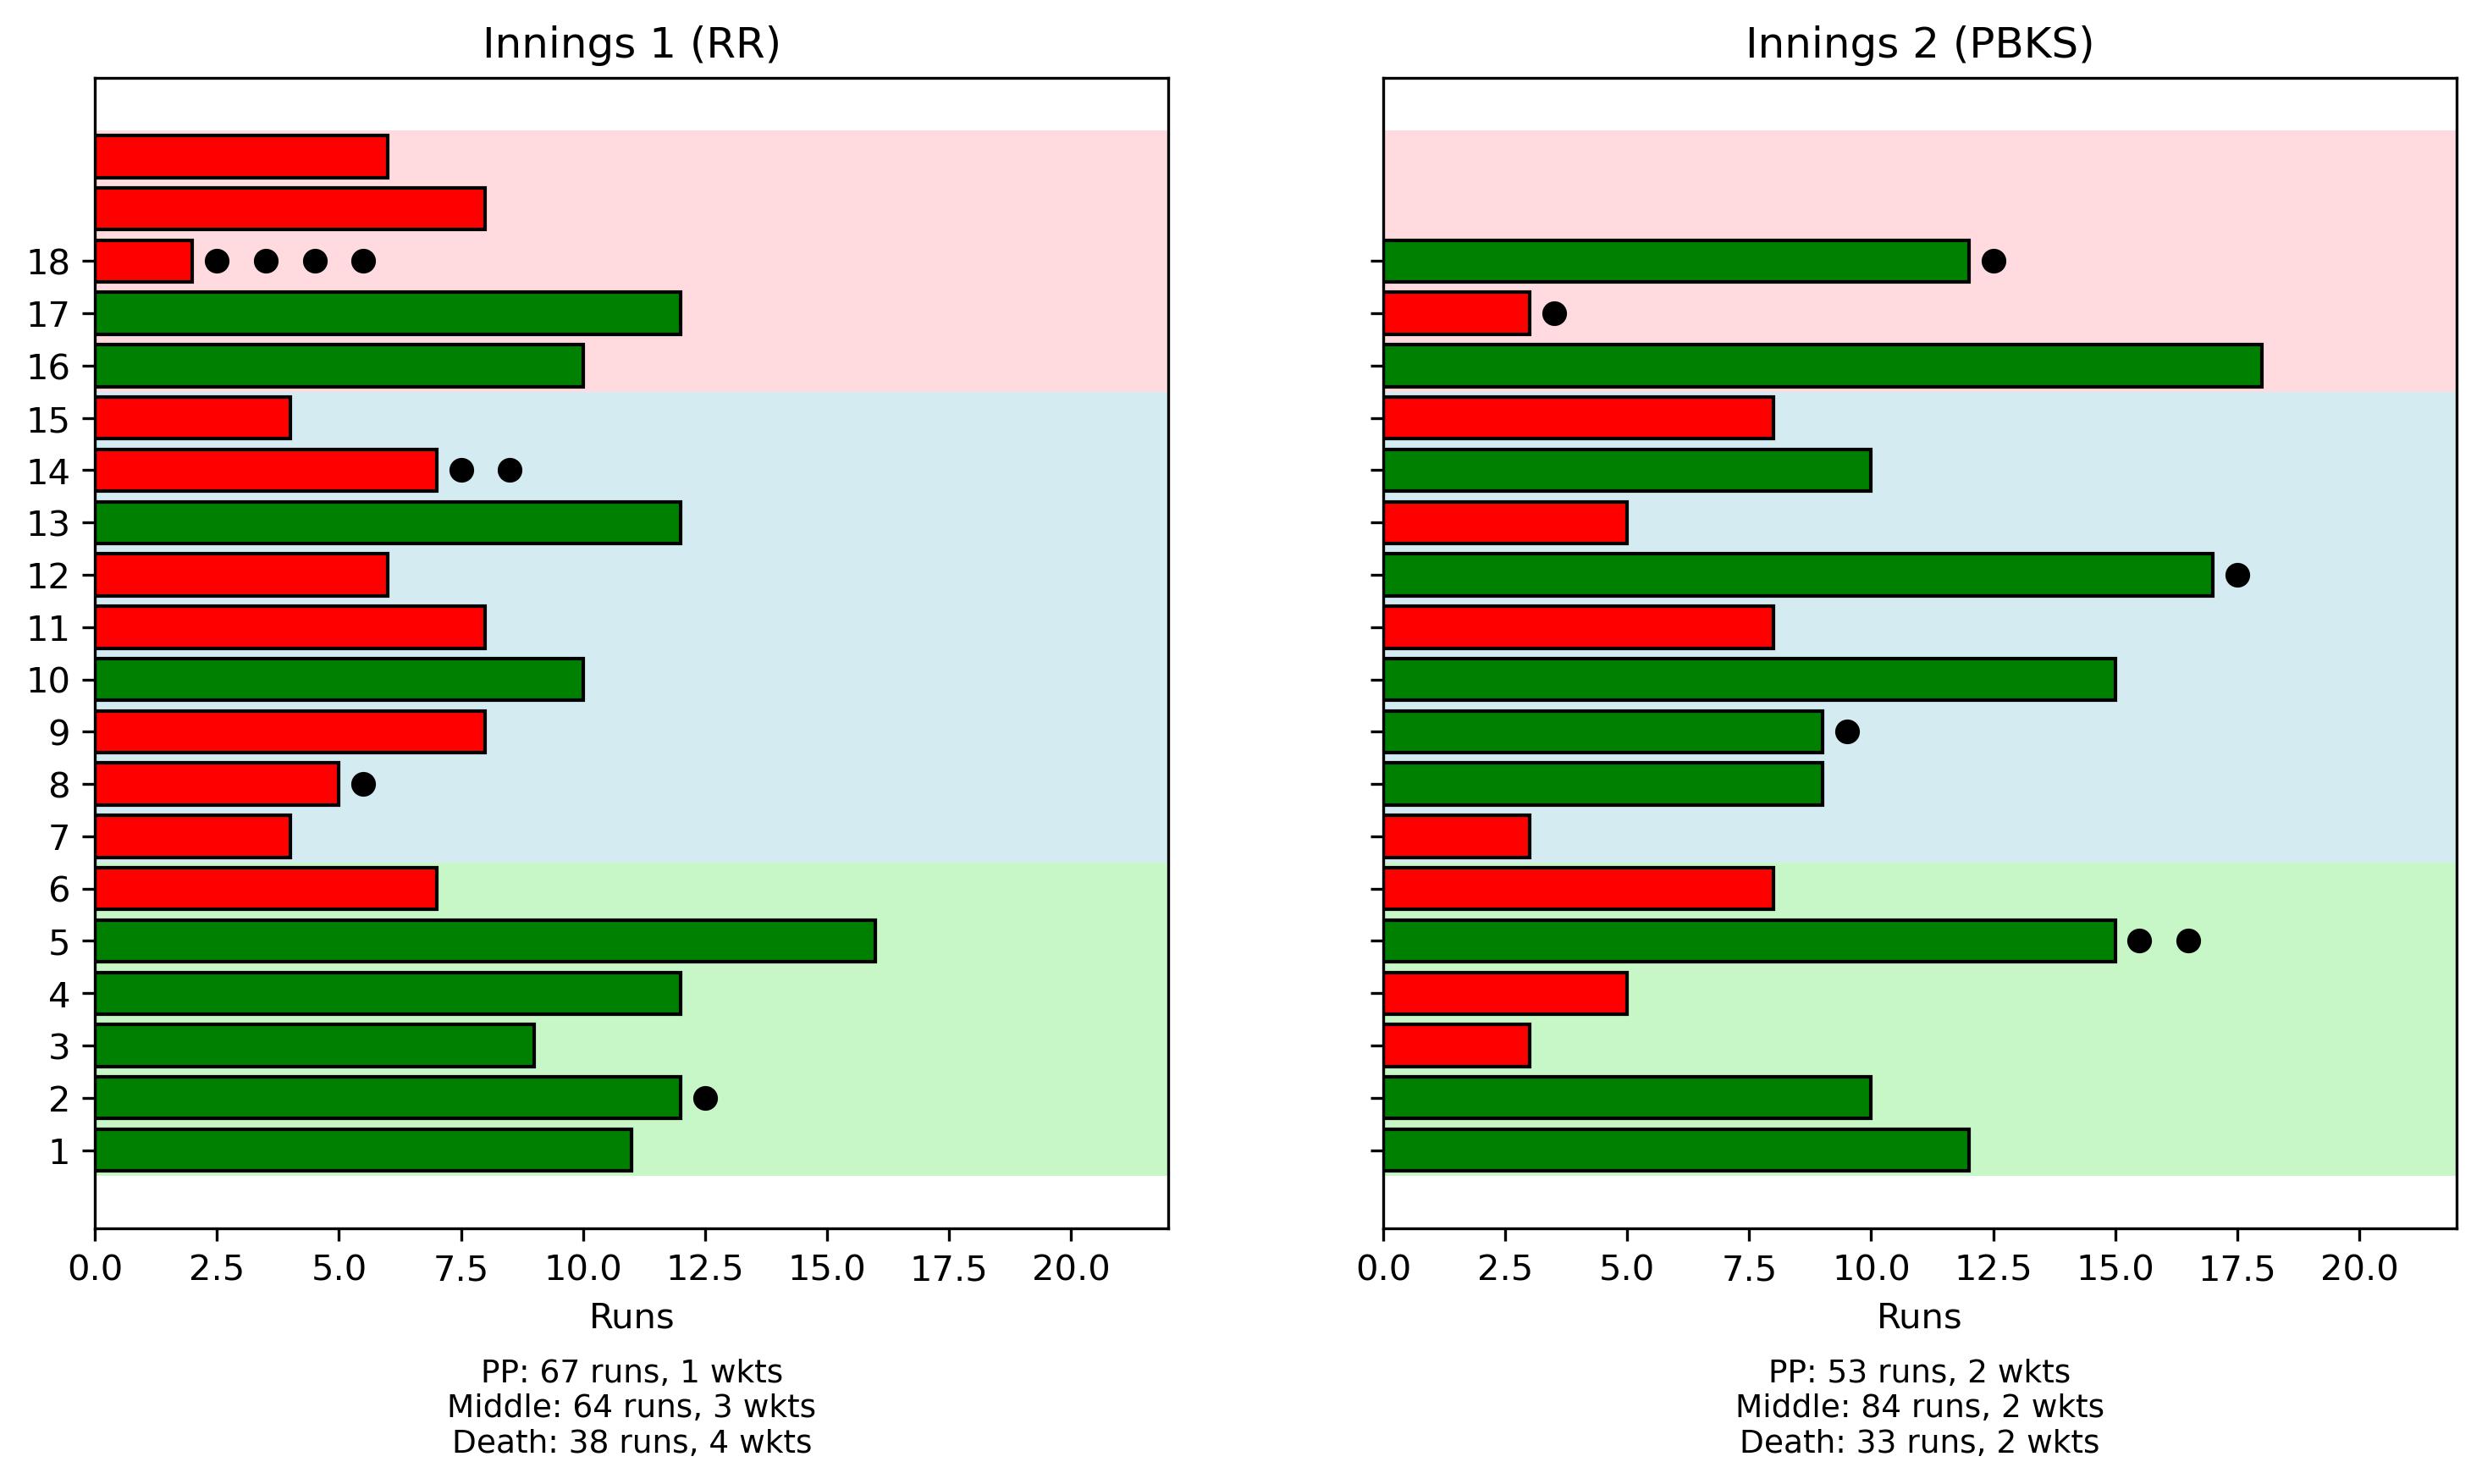 Innings 1 (RR)
18
17
16
15
14
13
12
11
10
9
8
7
6
5
4
3
2
1
0.0 2.5 5.0 7.5 10.0 12.5 15.0 17.5 20.0
Runs
PP: 67 runs, 1 wkts
Middle: 64 runs, 3 wkts
Death: 38 runs, 4 wkts
Innings 2 (PBKS)
0.0 2.5 5.0 7.5 10.0 12.5 15.0 17.5 20.0
Runs
PP: 53 runs, 2 wkts
Middle: 84 runs, 2 wkts
Death: 33 runs, 2 wkts